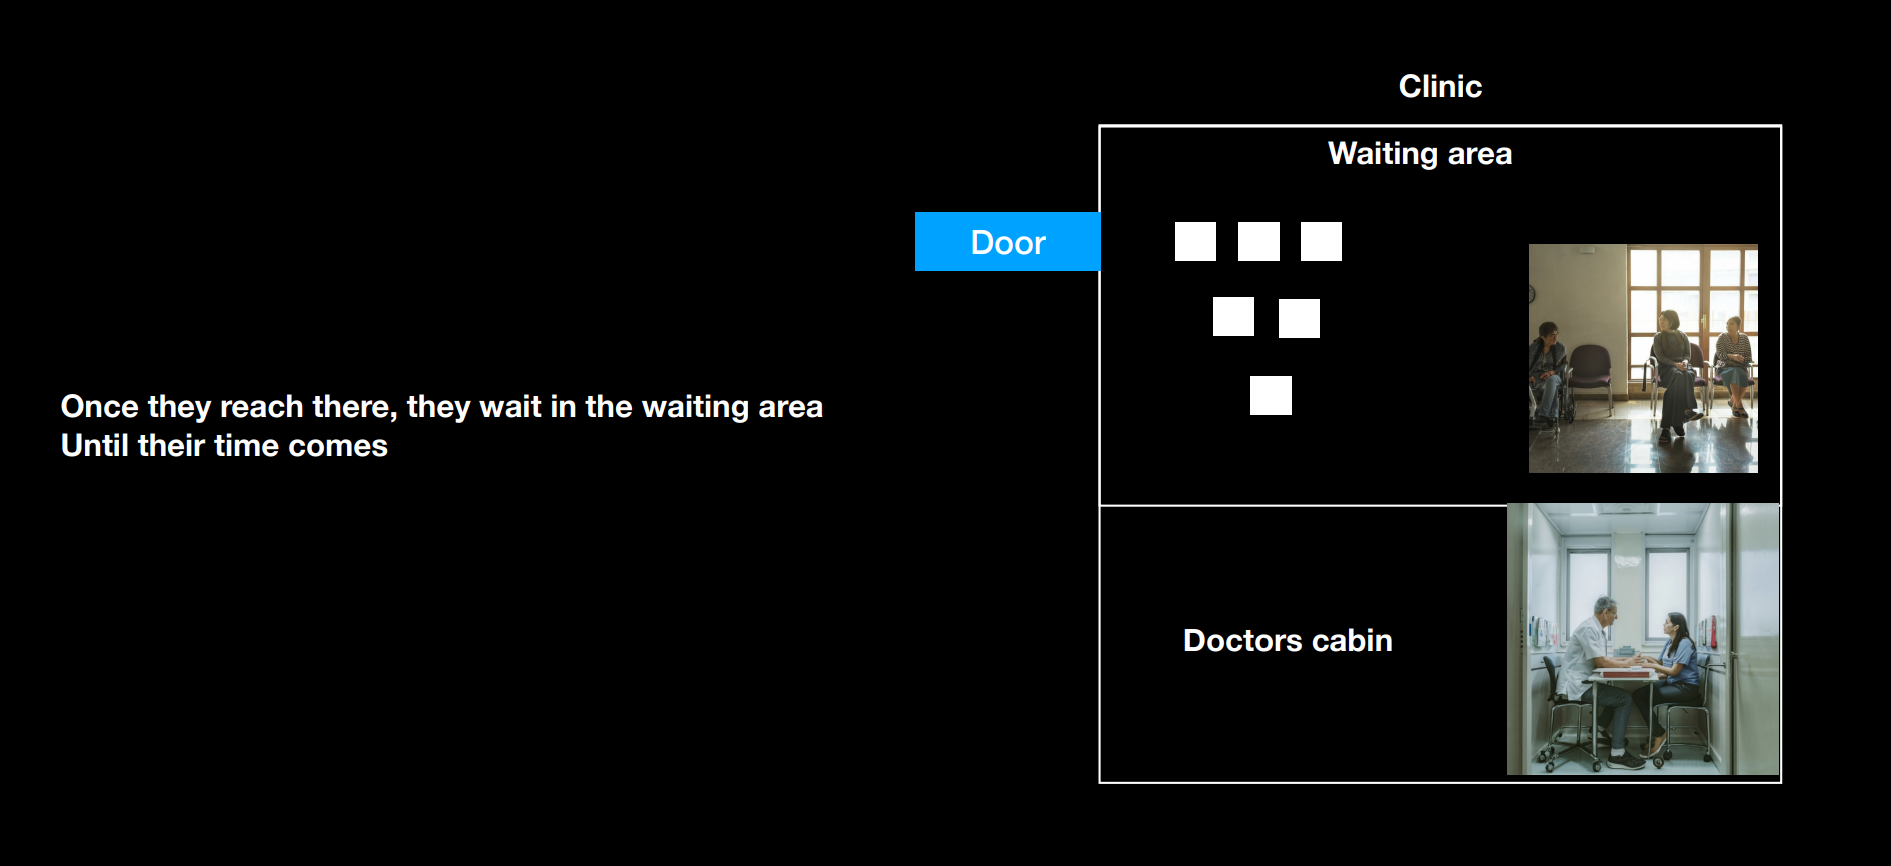 Clinic
Waiting area
Door
Once they reach there, they wait in the waiting area
Until their time comes
Doctors cabin